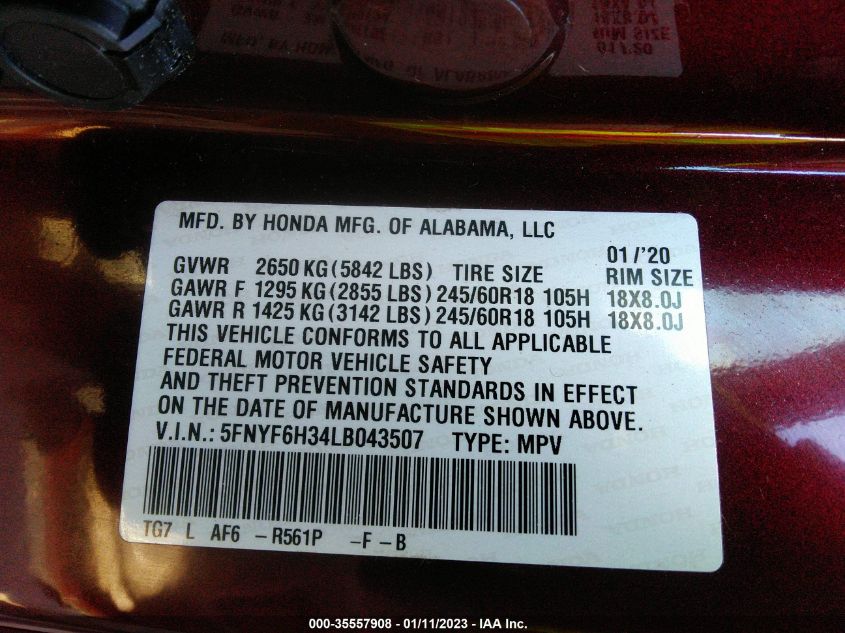 MFD. BY HONDA MFG. OF ALABAMA, LLC
01/'20
GVWR 2650 KG (5842 LBS) TIRE SIZE RIM SIZE
GAWR F 1295 KG (2855 LBS) 245/60R18 105H 18X8.0J
GAWR R 1425 KG (3142 LBS) 245/60R18 105H 18X8.0J
THIS VEHICLE CONFORMS TO ALL APPLICABLE
FEDERAL MOTOR VEHICLE SAFETY
AND THEFT PREVENTION STANDARDS IN EFFECT
ON THE DATE OF MANUFACTURE SHOWN ABOVE.
V.I.N.: 5FNYF6H34LB043507 TYPE: MPV
TG7 L AF6 - R561P - F - B
000-35557908 - 01/11/2023 - IAA Inc.